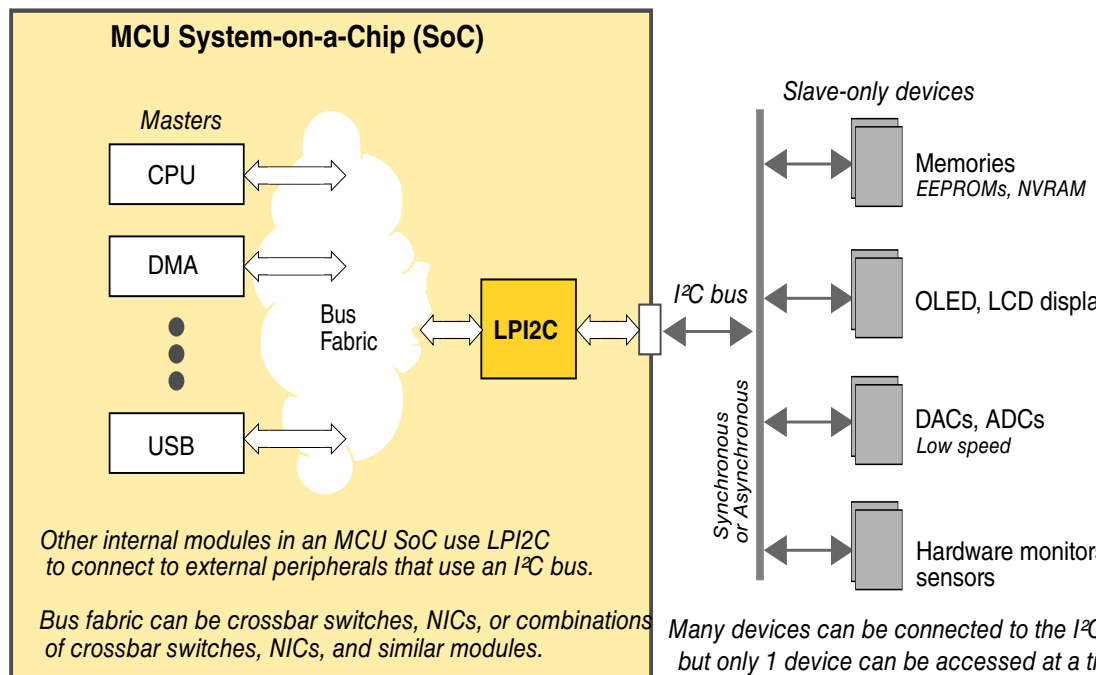 MCU System-on-a-Chip (SoC)
Masters
CPU
DMA
USB
Bus
Fabric
LPI2C
I²C bus
Synchronous
or Asynchronous
Slave-only devices
Memories
EEPROMs, NVRAM
OLED, LCD
DACs, ADCs
Low speed
Hardware
sensors
Other internal modules in an MCU SoC use LPI2C
to connect to external peripherals that use an I²C bus.
Bus fabric can be crossbar switches, NICs, or combinations
of crossbar switches, NICs, and similar modules.
Many devices can be connected to the I²C
but only 1 device can be accessed at a